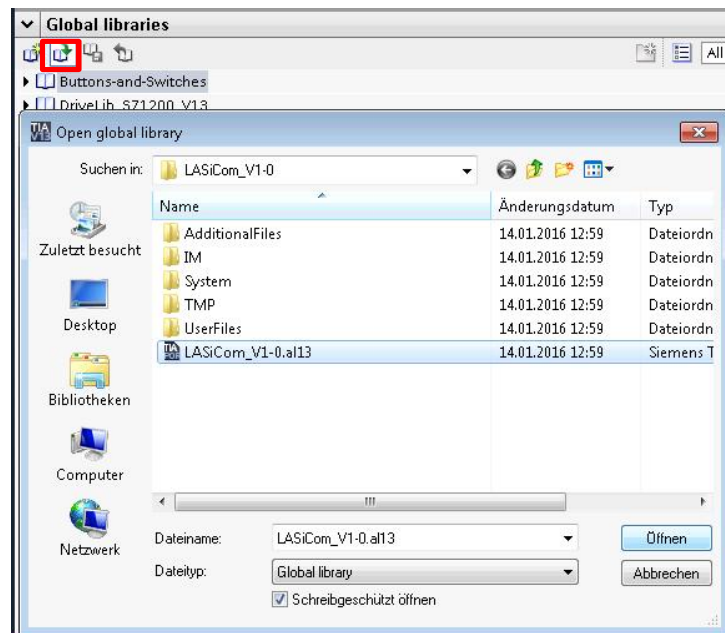 Global libraries
All
Buttons-and-Switches
DriveLib_S71200_V13
Open global library
Suchen in: LASiCom_V1-0
Name Änderungsdatum Typ
AdditionalFiles 14.01.2016 12:59 Dateiordn
IM 14.01.2016 12:59 Dateiordn
System 14.01.2016 12:59 Dateiordn
TMP 14.01.2016 12:59 Dateiordn
UserFiles 14.01.2016 12:59 Dateiordn
LASiCom_V1-0.al13 14.01.2016 12:59 Siemens T
Zuletzt besucht
Desktop
Bibliotheken
Computer
Netzwerk
Dateiname: LASiCom_V1-0.al13 Öffnen
Dateityp: Global library Abbrechen
Schreibgeschützt öffnen